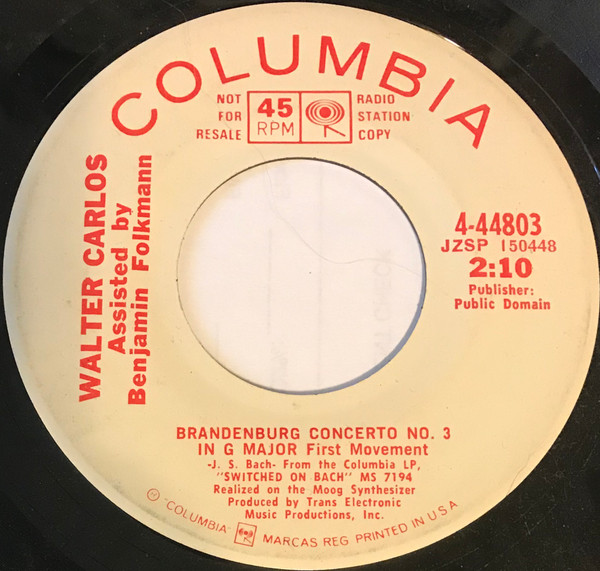 COLUMBIA
NOT
FOR
RESALE
45
RPM
RADIO
STATION
COPY
WALTER CARLOS
Assisted by
Benjamin Folkmann
4-44803
JZSP 150448
2:10
Publisher:
Public Domain
BRANDENBURG CONCERTO NO. 3
IN G MAJOR First Movement
-J. S. Bach- From the Columbia LP,
"SWITCHED ON BACH" MS 7194
Realized on the Moog Synthesizer
Produced by Trans Electronic
Music Productions, Inc.
Ⓟ "COLUMBIA" MARCAS REG PRINTED IN U.S.A